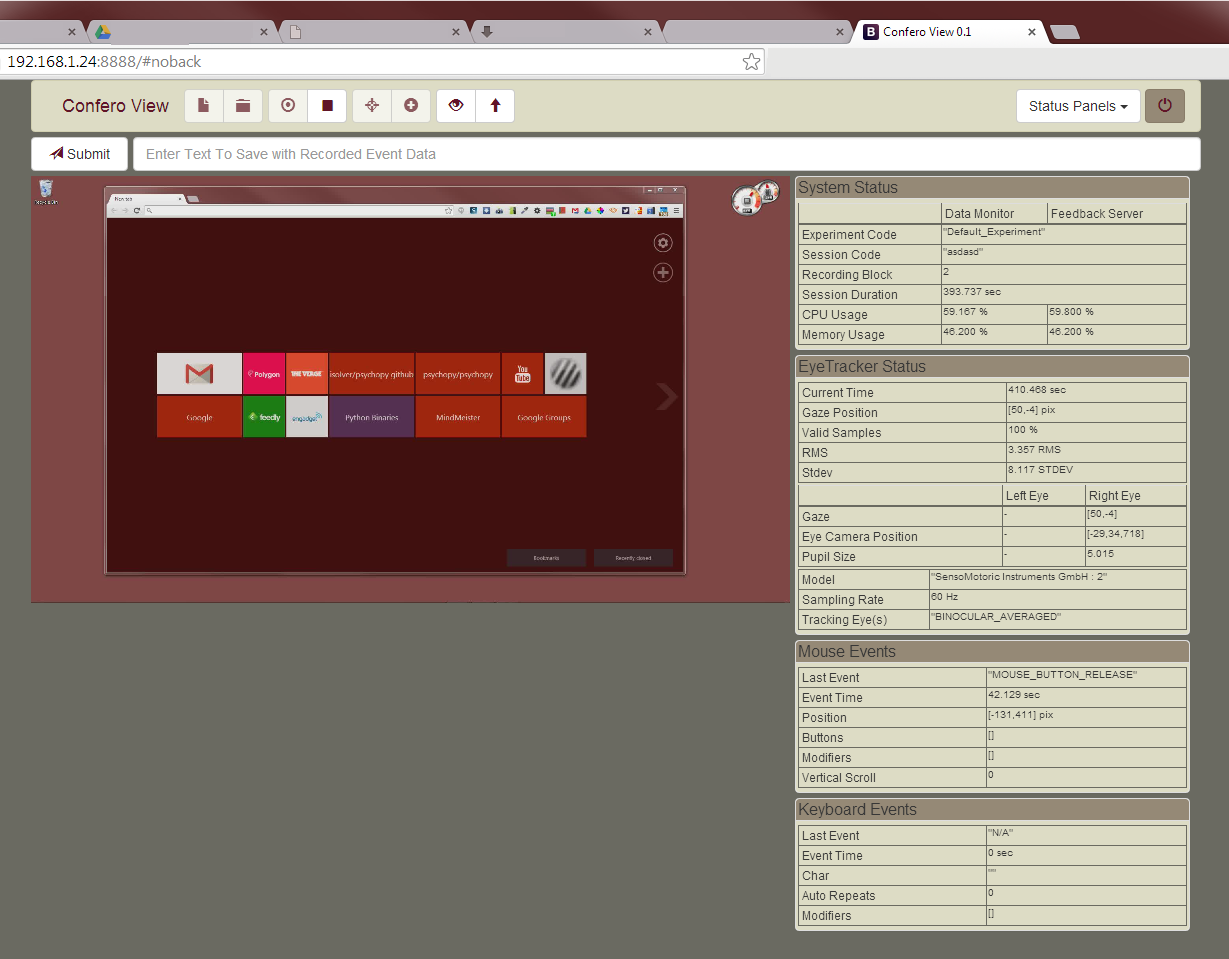 Confero View 0.1
192.168.1.24:8888/#noback
Confero View
Status Panels
Submit
Enter Text To Save with Recorded Event Data
New tab
Polygon
THE VERGE
isolver/psychopy github
psychopy/psychopy
You
Tube
Google
feedly
engadget
Python Binaries
MindMeister
Google Groups
Bookmarks
Recently closed
System Status
Data Monitor Feedback Server
Experiment Code "Default_Experiment"
Session Code "asdasd"
Recording Block 2
Session Duration 393.737 sec
CPU Usage 59.167 % 59.800 %
Memory Usage 46.200 % 46.200 %
EyeTracker Status
Current Time 410.468 sec
Gaze Position [50,-4] pix
Valid Samples 100 %
RMS 3.357 RMS
Stdev 8.117 STDEV
Left Eye Right Eye
Gaze - [50,-4]
Eye Camera Position - [-29,34,718]
Pupil Size - 5.015
Model "SensoMotoric Instruments GmbH : 2"
Sampling Rate 60 Hz
Tracking Eye(s) "BINOCULAR_AVERAGED"
Mouse Events
Last Event "MOUSE_BUTTON_RELEASE"
Event Time 42.129 sec
Position [-131,411] pix
Buttons []
Modifiers []
Vertical Scroll 0
Keyboard Events
Last Event "N/A"
Event Time 0 sec
Char ""
Auto Repeats 0
Modifiers []